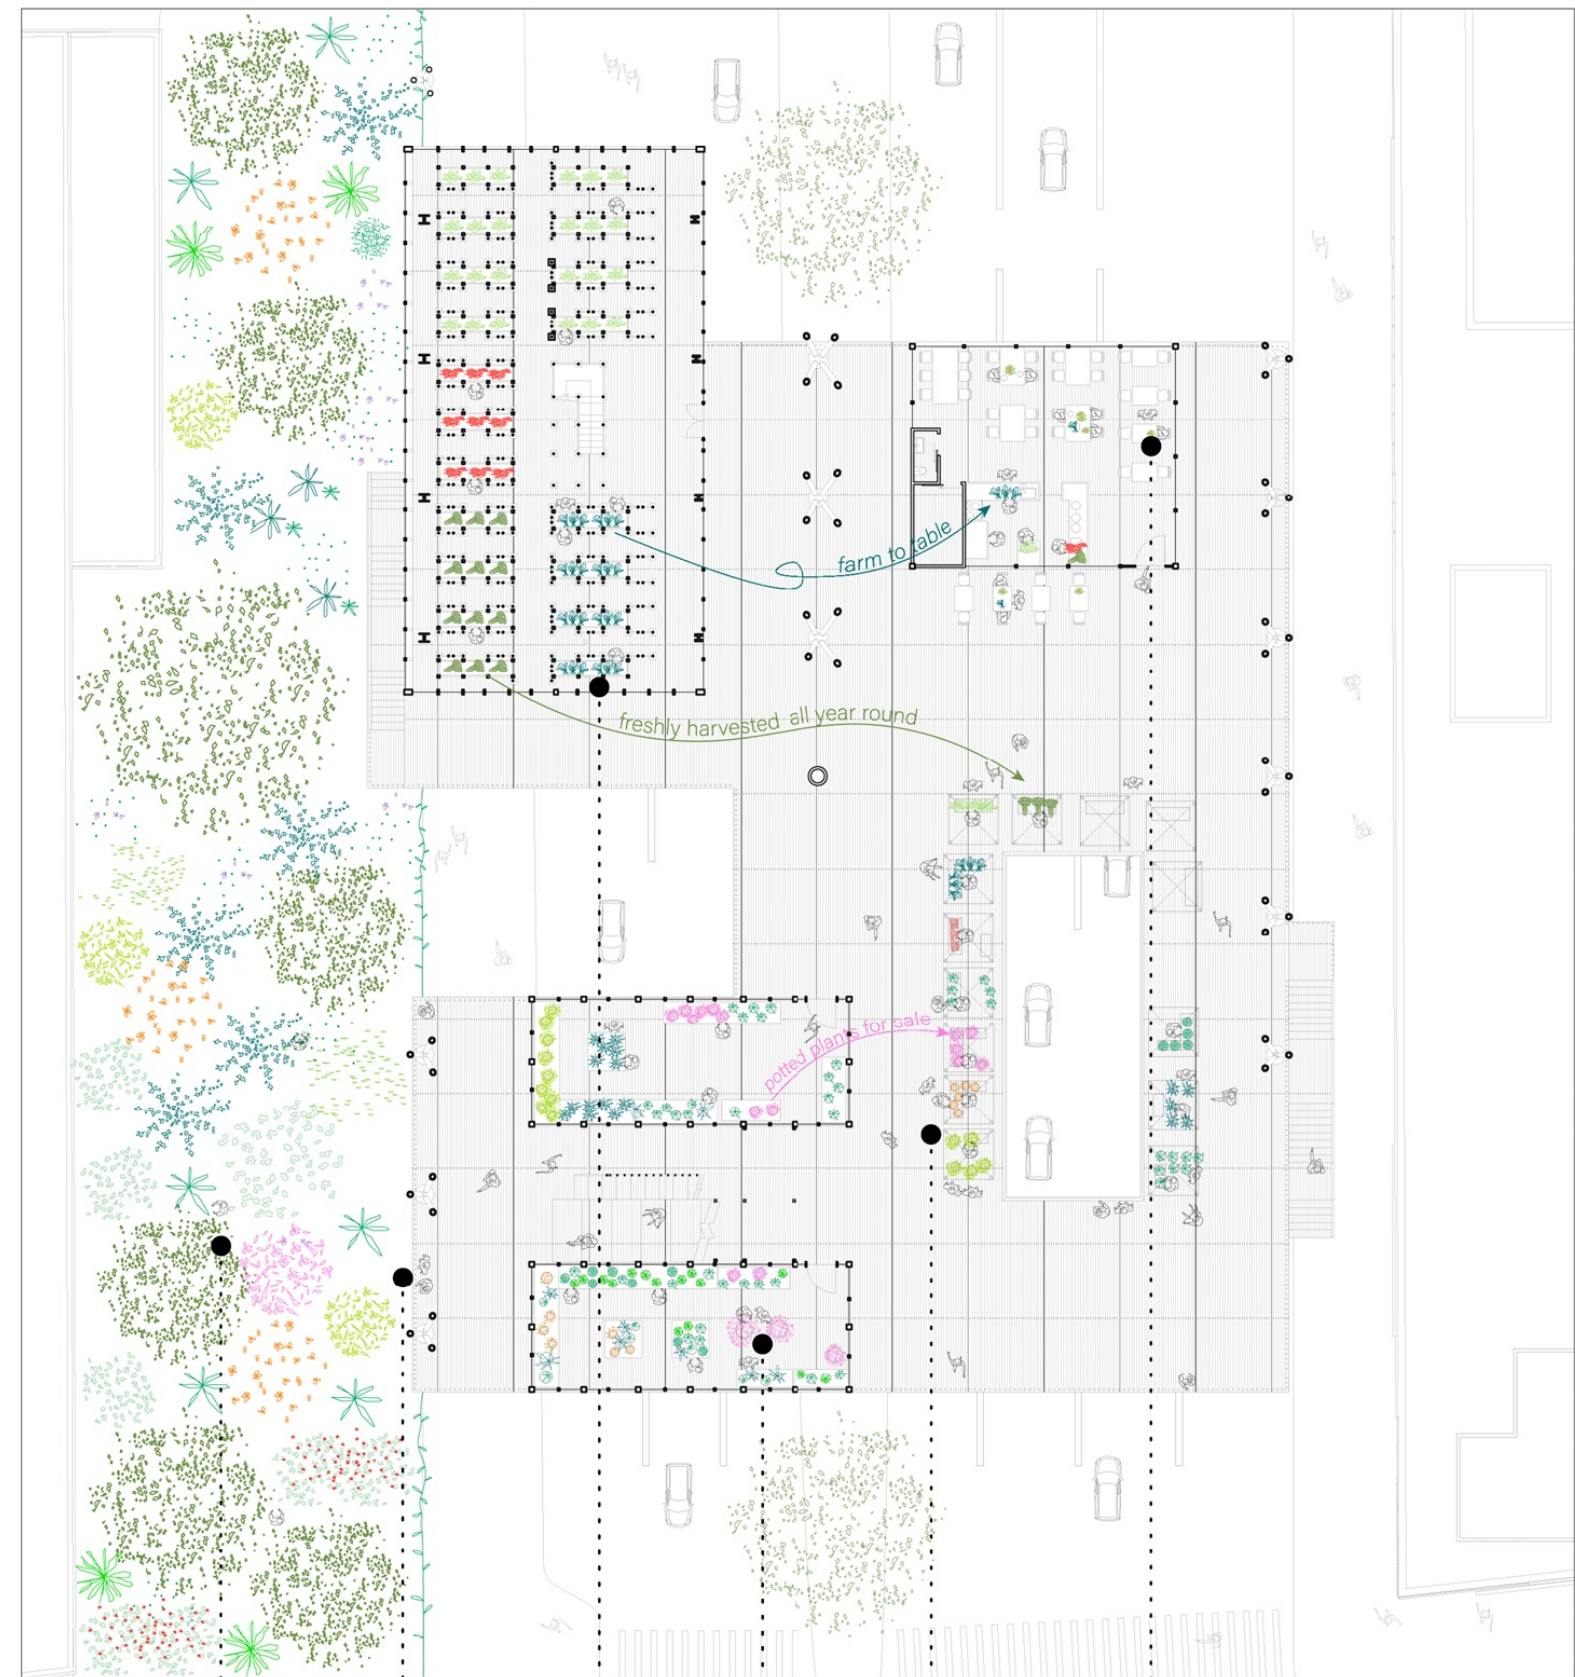 farm to table
freshly harvested all year round
potted plants for sale